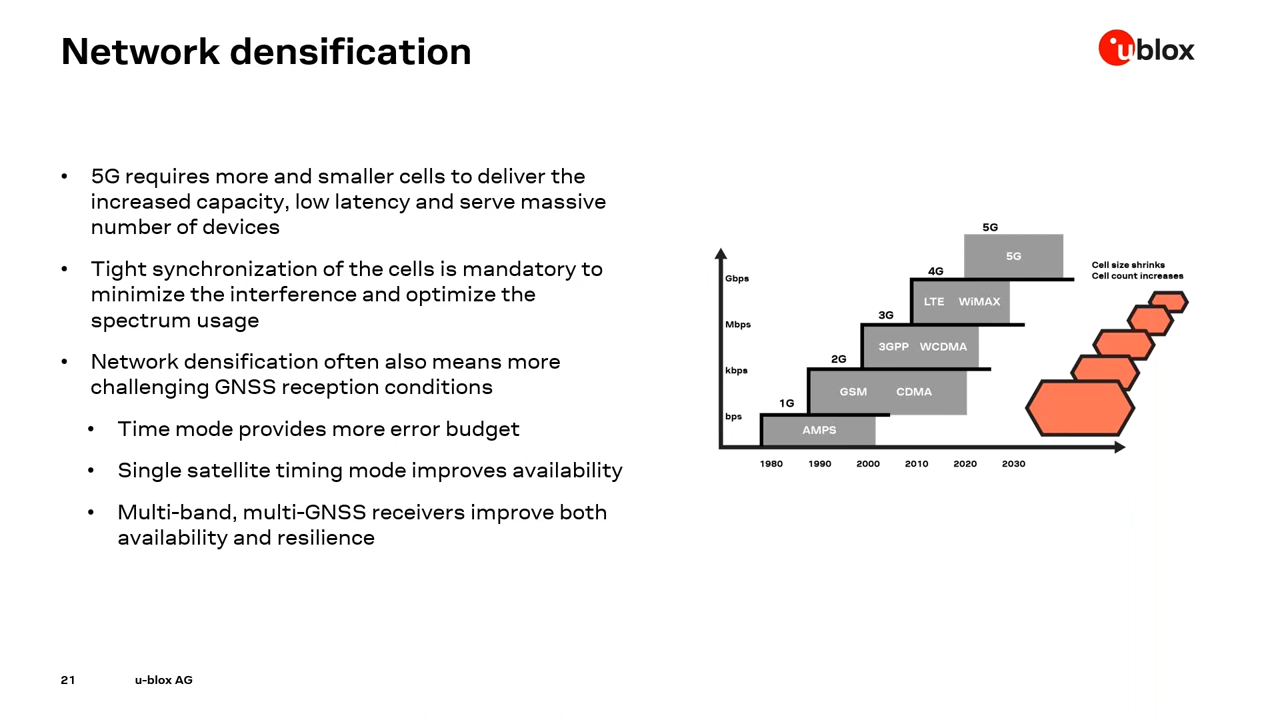 Network densification
ublox
• 5G requires more and smaller cells to deliver the
increased capacity, low latency and serve massive
number of devices
• Tight synchronization of the cells is mandatory to
minimize the interference and optimize the
spectrum usage
• Network densification often also means more
challenging GNSS reception conditions
• Time mode provides more error budget
• Single satellite timing mode improves availability
• Multi-band, multi-GNSS receivers improve both
availability and resilience
5G
5G
Gbps
4G
LTE WiMAX
Mbps
3G
3GPP WCDMA
kbps
2G
GSM CDMA
bps
1G
AMPS
1980 1990 2000 2010 2020 2030
Cell size shrinks
Cell count increases
21 u-blox AG